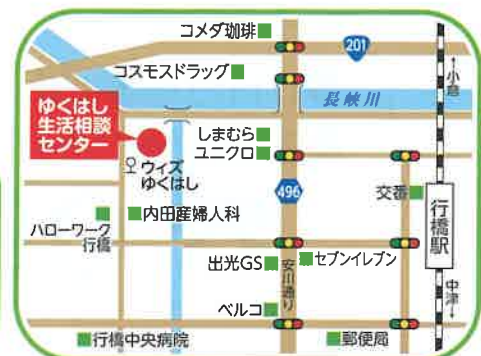 コメダ珈琲
201
↑小倉
コスモスドラッグ
長峡川
ゆくはし
生活相談
センター
しまむら
ユニクロ
ウィズ
ゆくはし
496
交番
行橋駅
内田産婦人科
ハローワーク
行橋
出光GS
安川通り
セブンイレブン
中津↓
ベルコ
行橋中央病院
郵便局